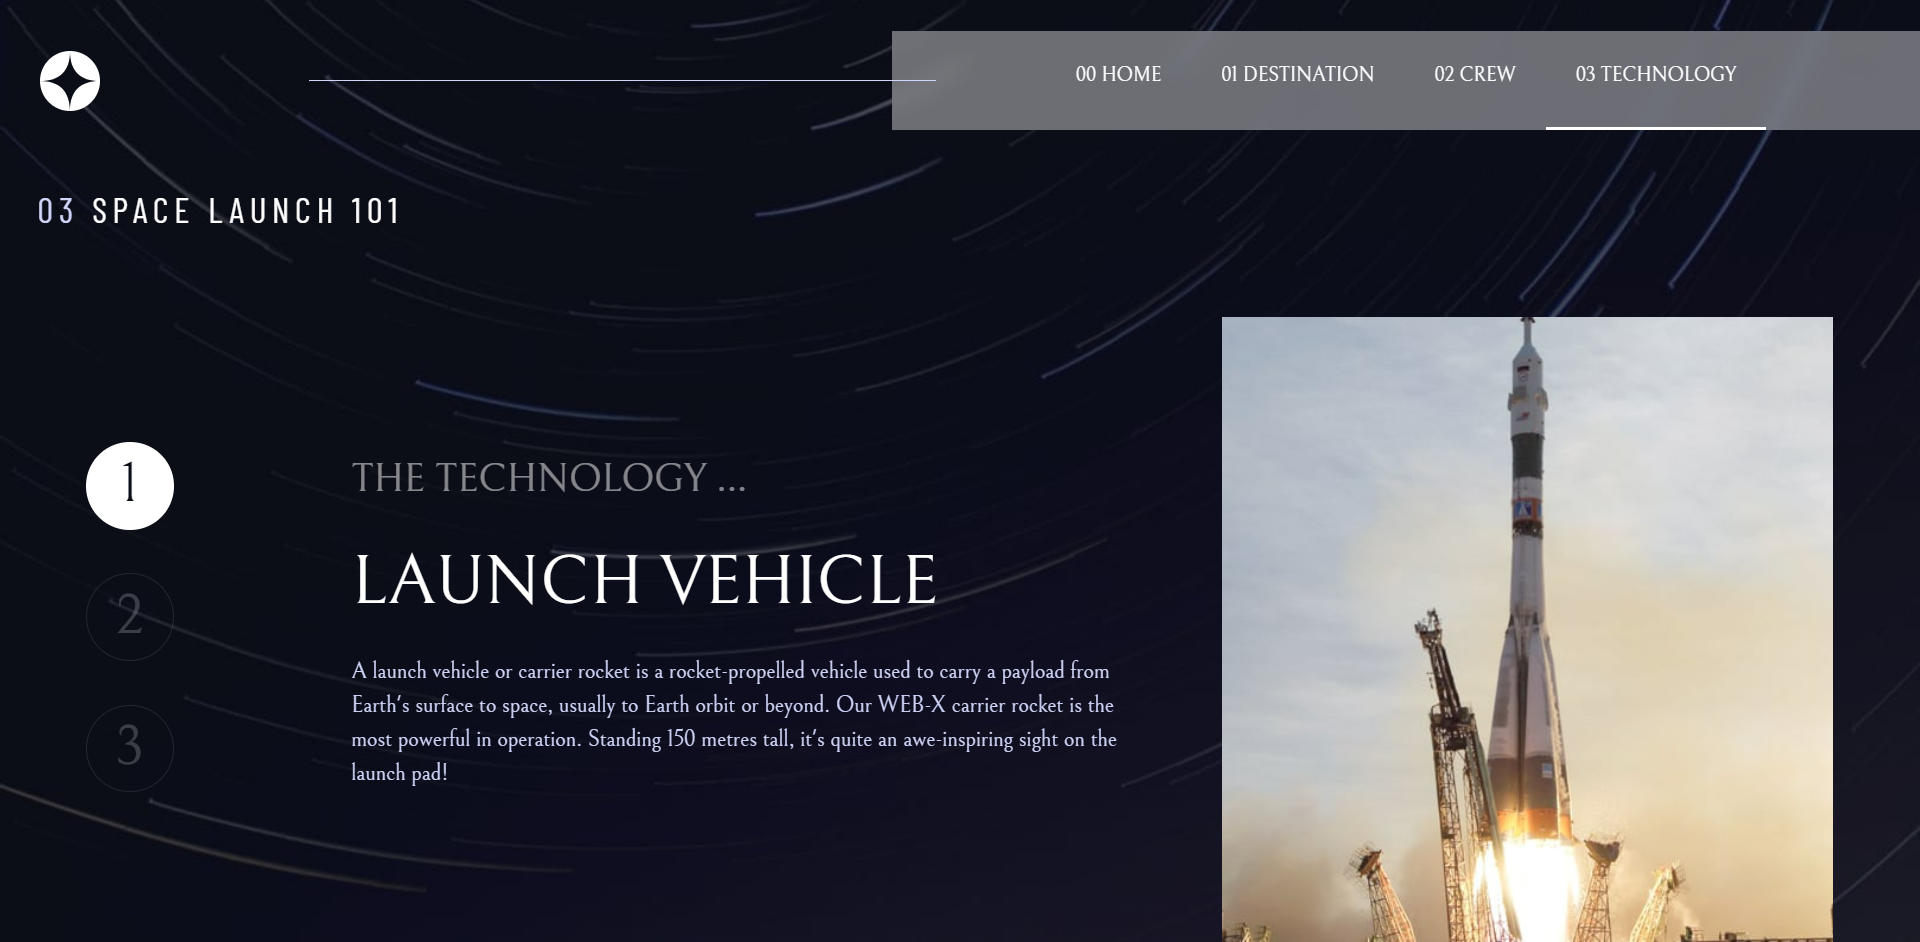 00 HOME
01 DESTINATION
02 CREW
03 TECHNOLOGY
03 SPACE LAUNCH 101
1
2
3
THE TECHNOLOGY ...
LAUNCH VEHICLE
A launch vehicle or carrier rocket is a rocket-propelled vehicle used to carry a payload from
Earth's surface to space, usually to Earth orbit or beyond. Our WEB-X carrier rocket is the
most powerful in operation. Standing 150 metres tall, it's quite an awe-inspiring sight on the
launch pad!